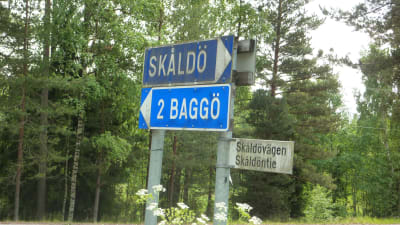 SKÅLDÖ
2 BAGGÖ
Skåldövägen
Skåldöntie